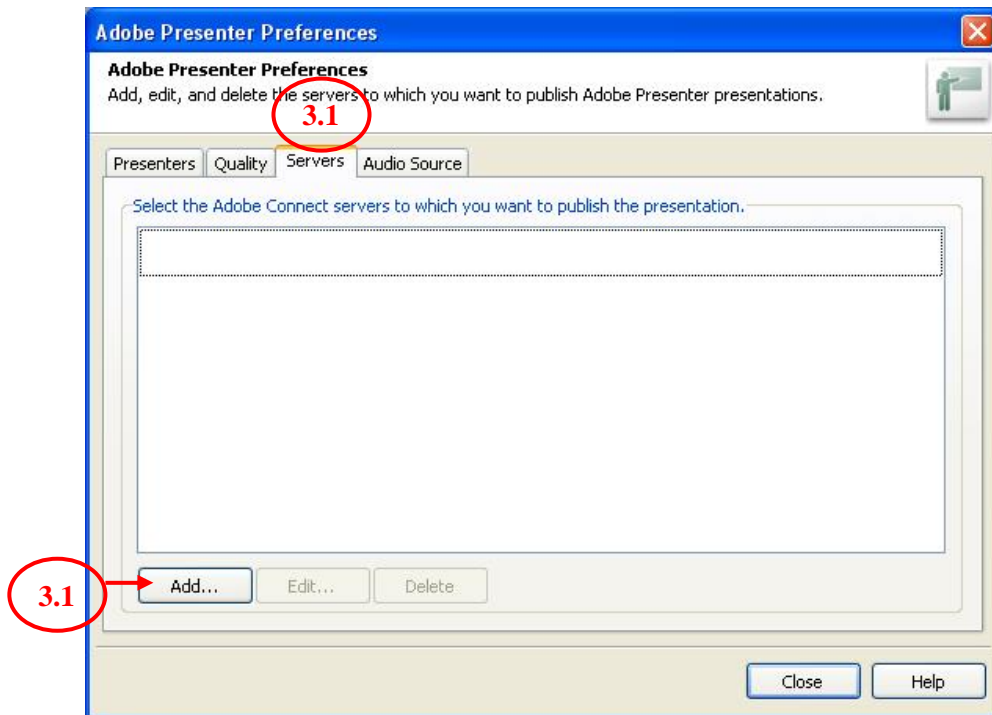 Adobe Presenter Preferences
Adobe Presenter Preferences
Add, edit, and delete the servers to which you want to publish Adobe Presenter presentations.
3.1
Presenters Quality Servers Audio Source
Select the Adobe Connect servers to which you want to publish the presentation.
3.1 Add... Edit... Delete
Close Help